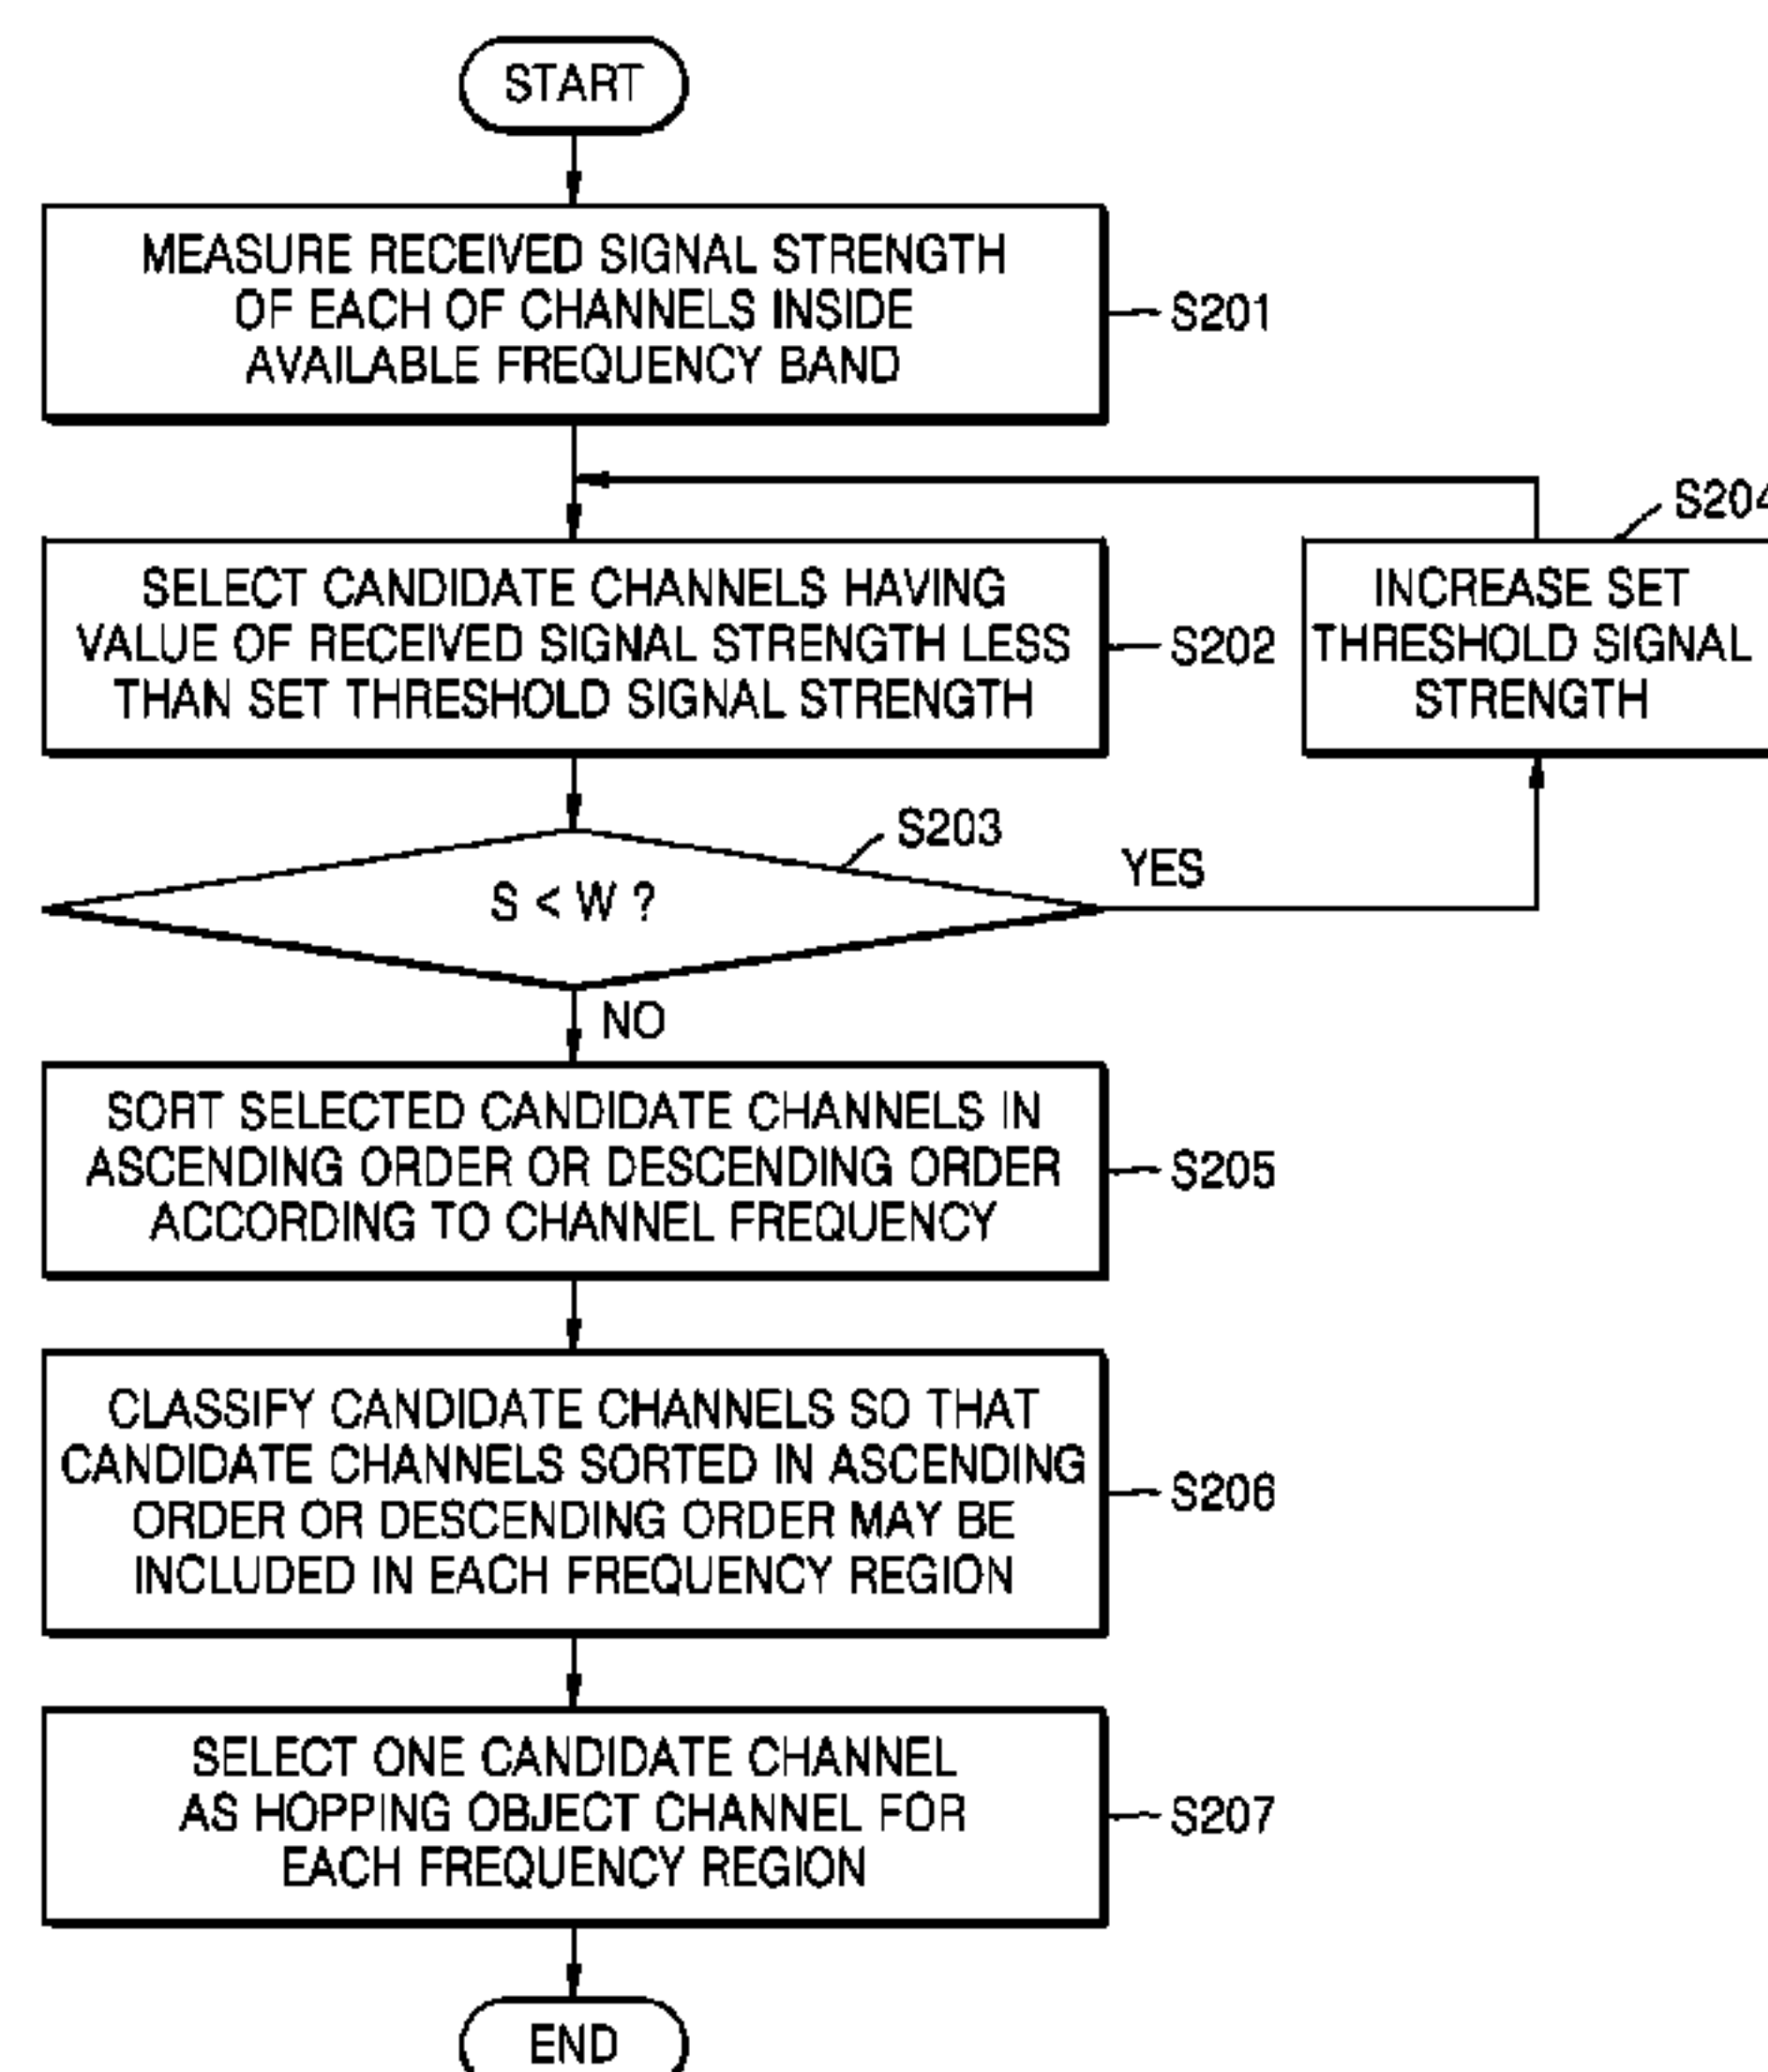 START
MEASURE RECEIVED SIGNAL STRENGTH
OF EACH OF CHANNELS INSIDE
AVAILABLE FREQUENCY BAND
S201
S204
SELECT CANDIDATE CHANNELS HAVING
VALUE OF RECEIVED SIGNAL STRENGTH LESS
THAN SET THRESHOLD SIGNAL STRENGTH
S202
INCREASE SET
THRESHOLD SIGNAL
STRENGTH
S203
S < W ?
YES
NO
SORT SELECTED CANDIDATE CHANNELS IN
ASCENDING ORDER OR DESCENDING ORDER
ACCORDING TO CHANNEL FREQUENCY
S205
CLASSIFY CANDIDATE CHANNELS SO THAT
CANDIDATE CHANNELS SORTED IN ASCENDING
ORDER OR DESCENDING ORDER MAY BE
INCLUDED IN EACH FREQUENCY REGION
S206
SELECT ONE CANDIDATE CHANNEL
AS HOPPING OBJECT CHANNEL FOR
EACH FREQUENCY REGION
S207
END